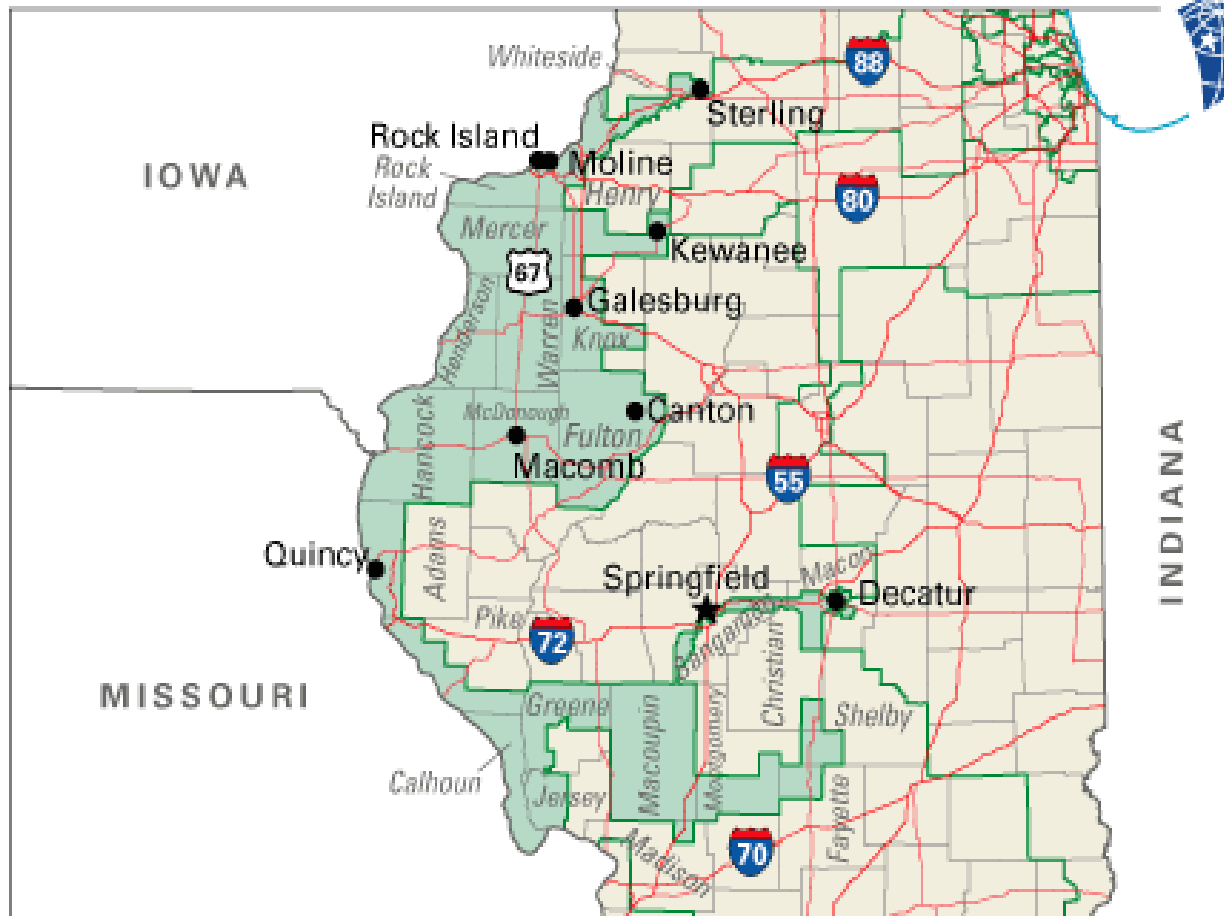 Whiteside
88
Sterling
Rock Island
Moline
Rock
Island
IOWA
Henry
80
Mercer
Kewanee
67
Galesburg
Henderson
Warren
Knox
McDonough
Canton
Fulton
Hancock
Macomb
55
INDIANA
Quincy
Adams
Springfield
Macon
Decatur
Pike
72
Sangamon
Christian
MISSOURI
Greene
Macoupin
Montgomery
Shelby
Calhoun
Jersey
Fayette
Madison
70